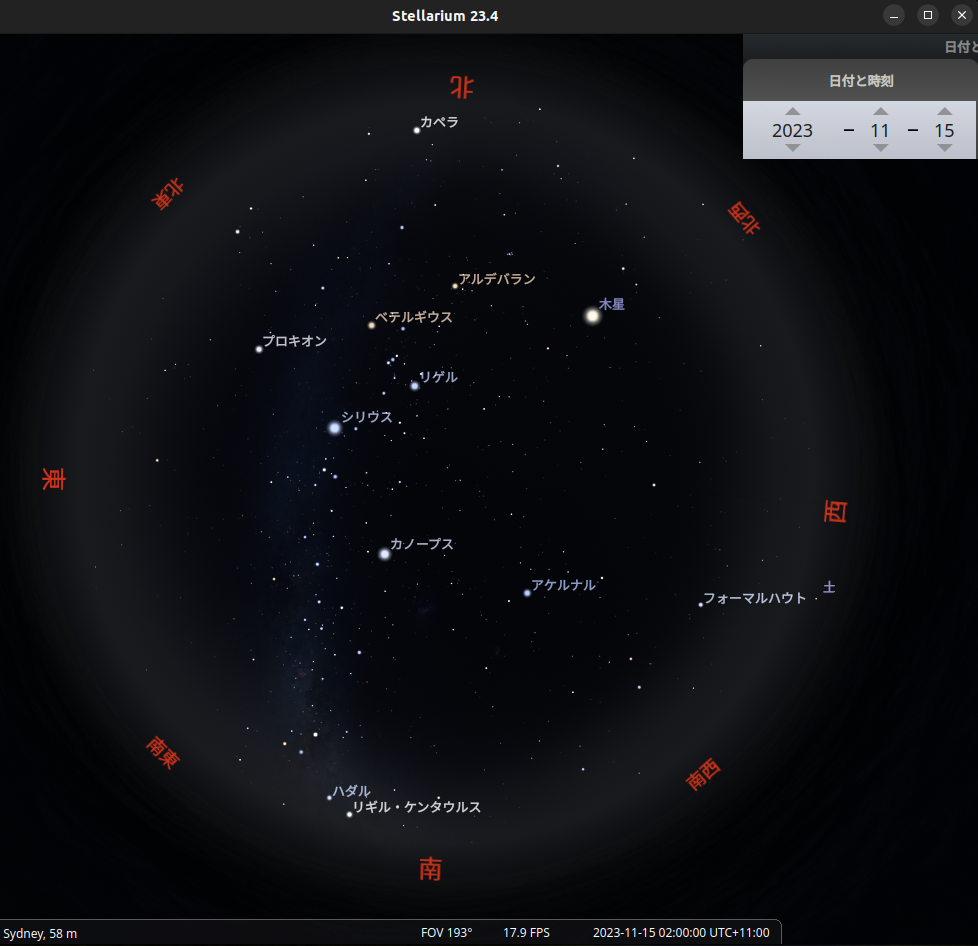 Stellarium 23.4
日付と
日付と時刻
2023 - 11 - 15
北
カペラ
北東
北西
アルデバラン
木星
ベテルギウス
プロキオン
リゲル
シリウス
東
西
カノープス
アケルナル
土
フォーマルハウト
南東
南西
ハダル
リギル・ケンタウルス
南
Sydney, 58 m
FOV 193°
17.9 FPS
2023-11-15 02:00:00 UTC+11:00